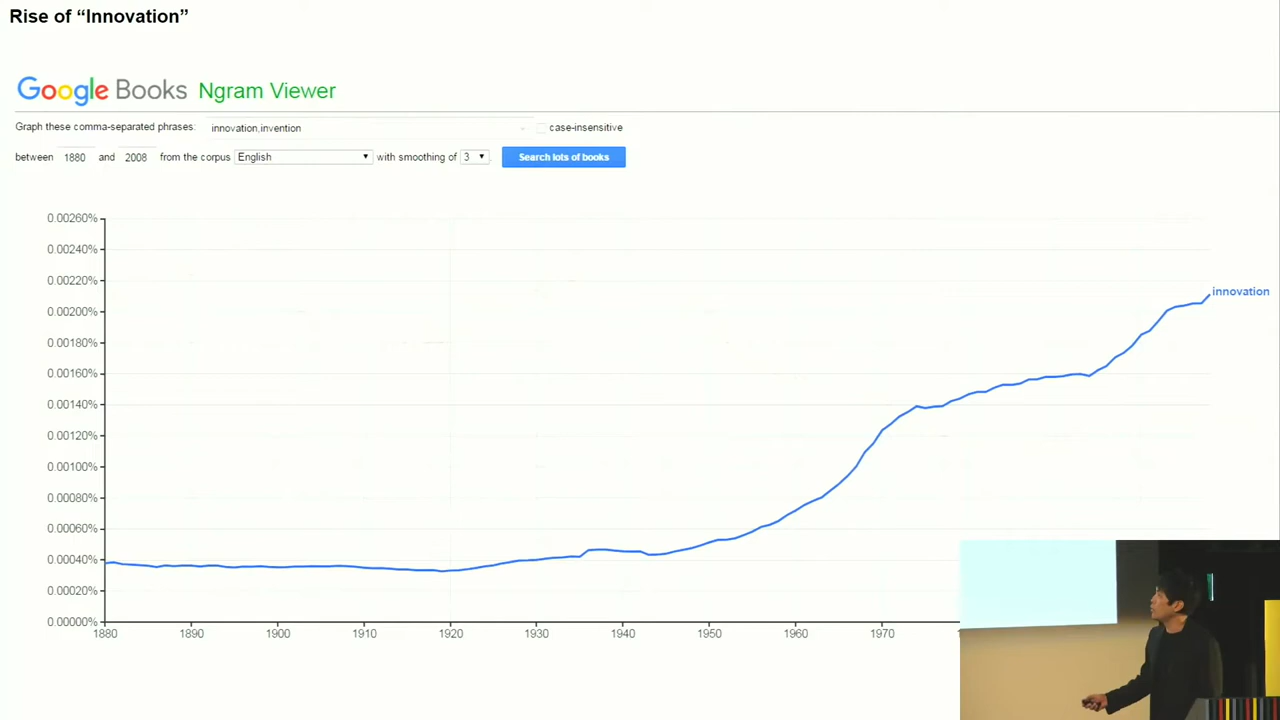 Rise of “Innovation”
Google Books Ngram Viewer
Graph these comma-separated phrases: innovation,invention case-insensitive
between 1880 and 2008 from the corpus English with smoothing of 3 . Search lots of books
0.00260%
0.00240%
0.00220%
innovation
0.00200%
0.00180%
0.00160%
0.00140%
0.00120%
0.00100%
0.00080%
0.00060%
0.00040%
0.00020%
0.00000%
1880 1890 1900 1910 1920 1930 1940 1950 1960 1970